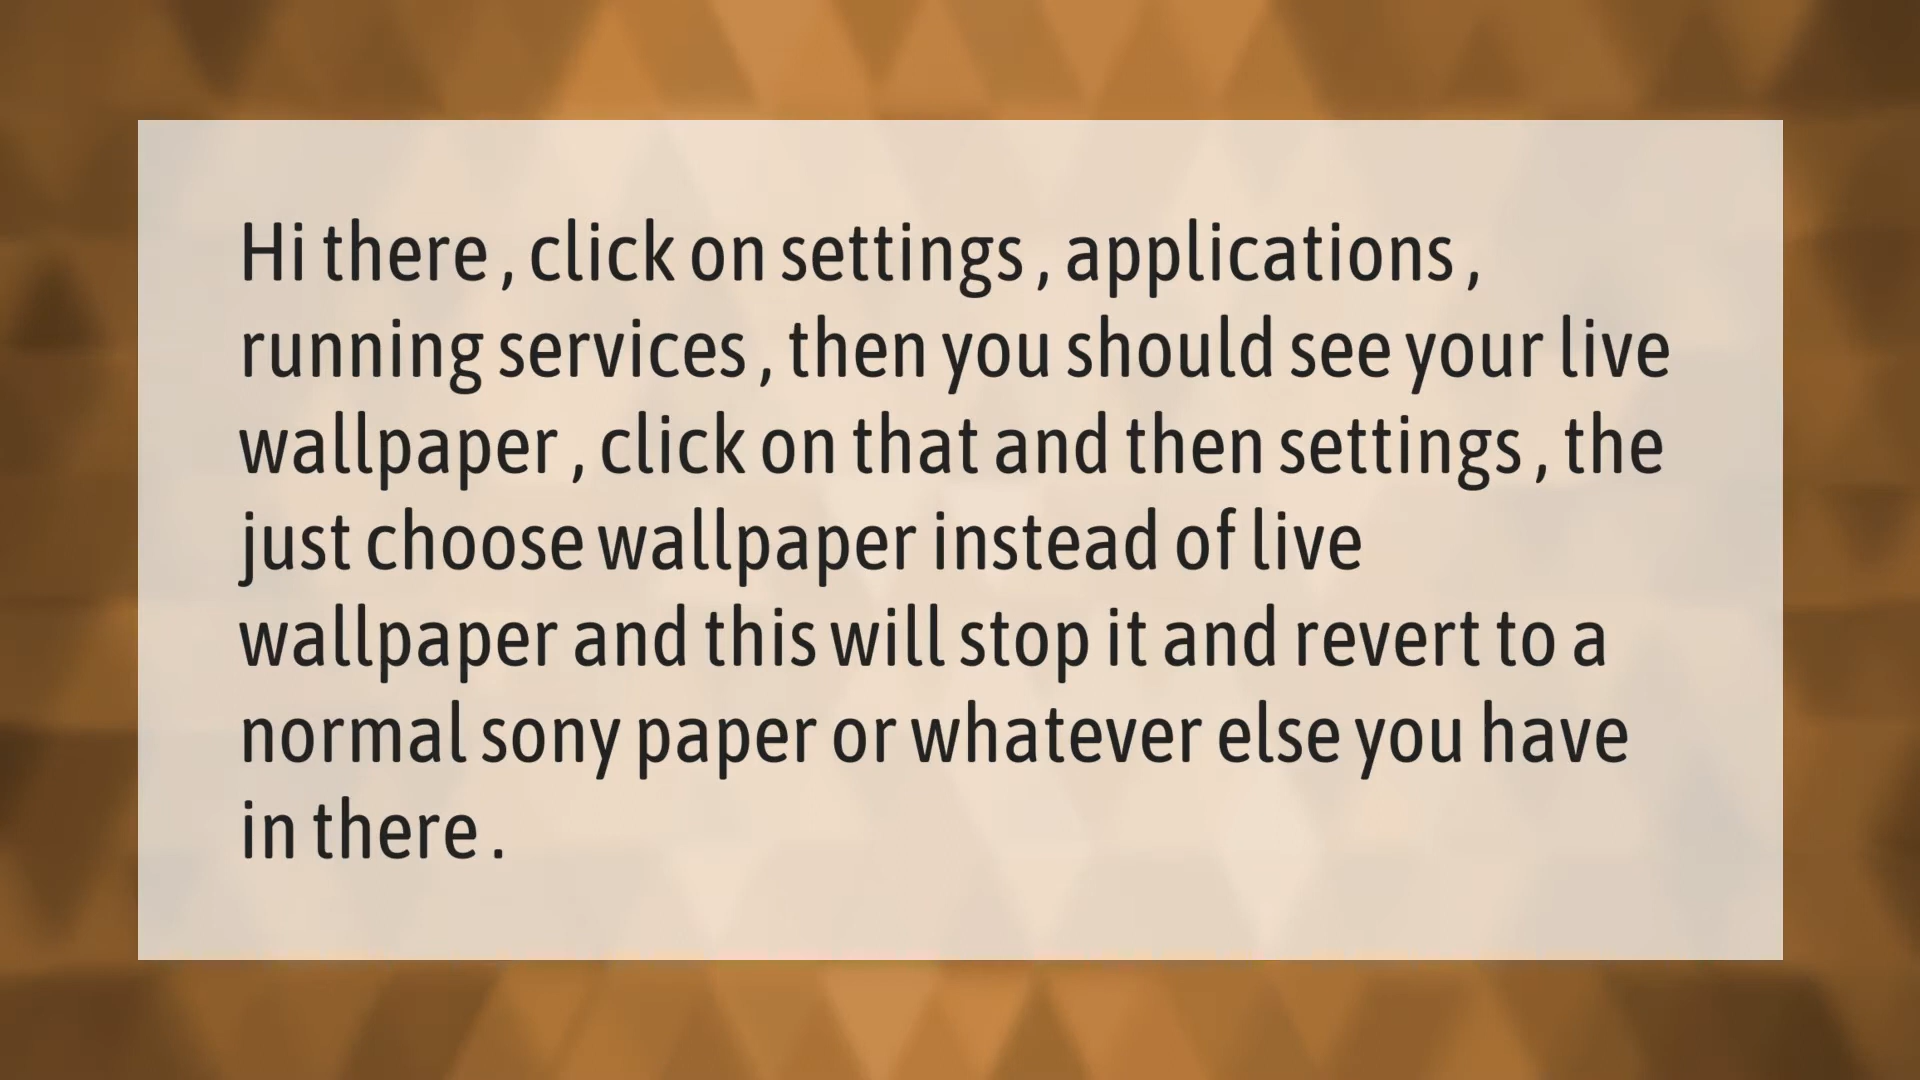 Hi there , click on settings , applications ,
running services , then you should see your live
wallpaper , click on that and then settings , the
just choose wallpaper instead of live
wallpaper and this will stop it and revert to a
normal sony paper or whatever else you have
in there .